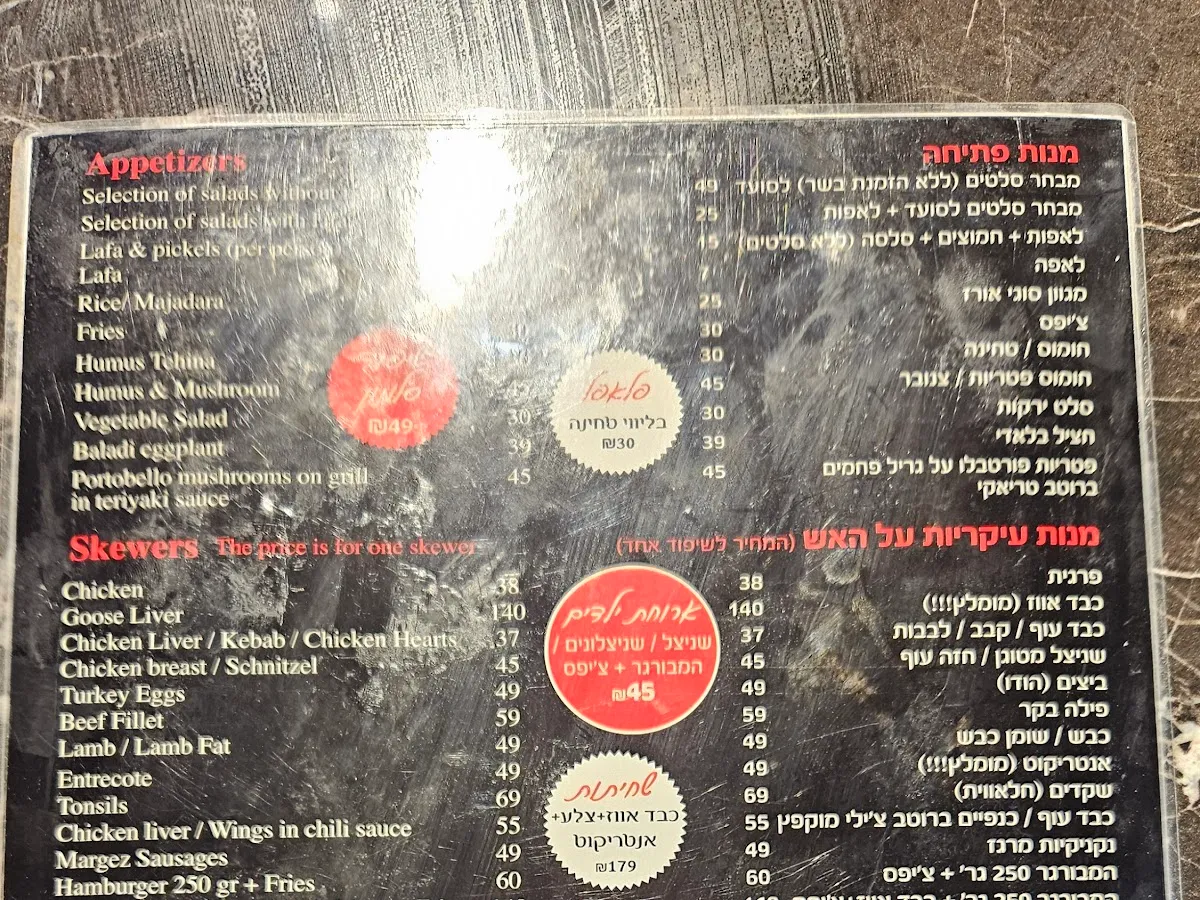 Appetizers
Selection of salads without
Selection of salads with
Lafa & pickels (per
Lafa
Rice/ Majadara
Fries
Humus Tehina
Humus & Mushroom
Vegetable Salad 30
Baladi eggplant 39
Portobello mushrooms on grill 45
in teriyaki sauce
פלמון
₪49
פלאפל
בליווי טחינה
₪30
מנות פתיחה
מבחר סלטים (ללא הזמנת בשר) לסועד 49
מבחר סלטים לסועד + לאפות 25
לאפות + חמוצים + סלסה (ללא סלטים) 15
לאפה 7
מגוון סוגי אורז 25
צ'יפס 30
חומוס / טחינה 30
חומוס פטריות / צנובר 45
סלט ירקות 30
חציל בלאדי 39
פטריות פורטבלו על גריל פחמים 45
ברוטב טריאקי
Skewers The price is for one skewer
Chicken 38
Goose Liver 140
Chicken Liver / Kebab / Chicken Hearts 37
Chicken breast / Schnitzel 45
Turkey Eggs 49
Beef Fillet 59
Lamb / Lamb Fat 49
Entrecote 49
Tonsils 69
Chicken liver / Wings in chili sauce 55
Margez Sausages 49
Hamburger 250 gr + Fries 60
ארוחת ילדים
שניצל / שניצלונים /
המבורגר + צ'יפס
₪45
שחיתות
כבד אווז+צלע+
אנטריקוט
₪179
מנות עיקריות על האש (המחיר לשיפוד אחד)
פרגית 38
כבד אווז (מומלץ!!!) 140
כבד עוף / קבב / לבבות 37
שניצל מטוגן / חזה עוף 45
ביצים (הודו) 49
פילה בקר 59
כבש / שומן כבש 49
אנטריקוט (מומלץ!!!) 49
שקדים (חלאווית) 69
כבד עוף / כנפיים ברוטב צ'ילי מוקפץ 55
נקניקיות מרגז 49
המבורגר 250 גר' + צ'יפס 60